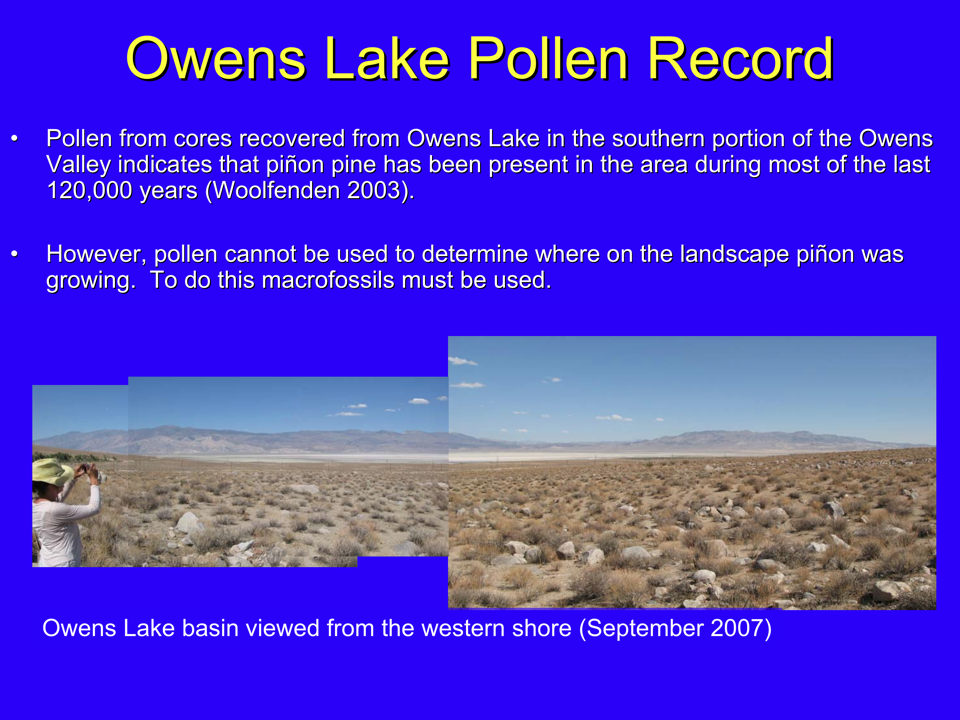 Owens Lake Pollen Record
• Pollen from cores recovered from Owens Lake in the southern portion of the Owens
Valley indicates that piñon pine has been present in the area during most of the last
120,000 years (Woolfenden 2003).
• However, pollen cannot be used to determine where on the landscape piñon was
growing.  To do this macrofossils must be used.
Owens Lake basin viewed from the western shore (September 2007)